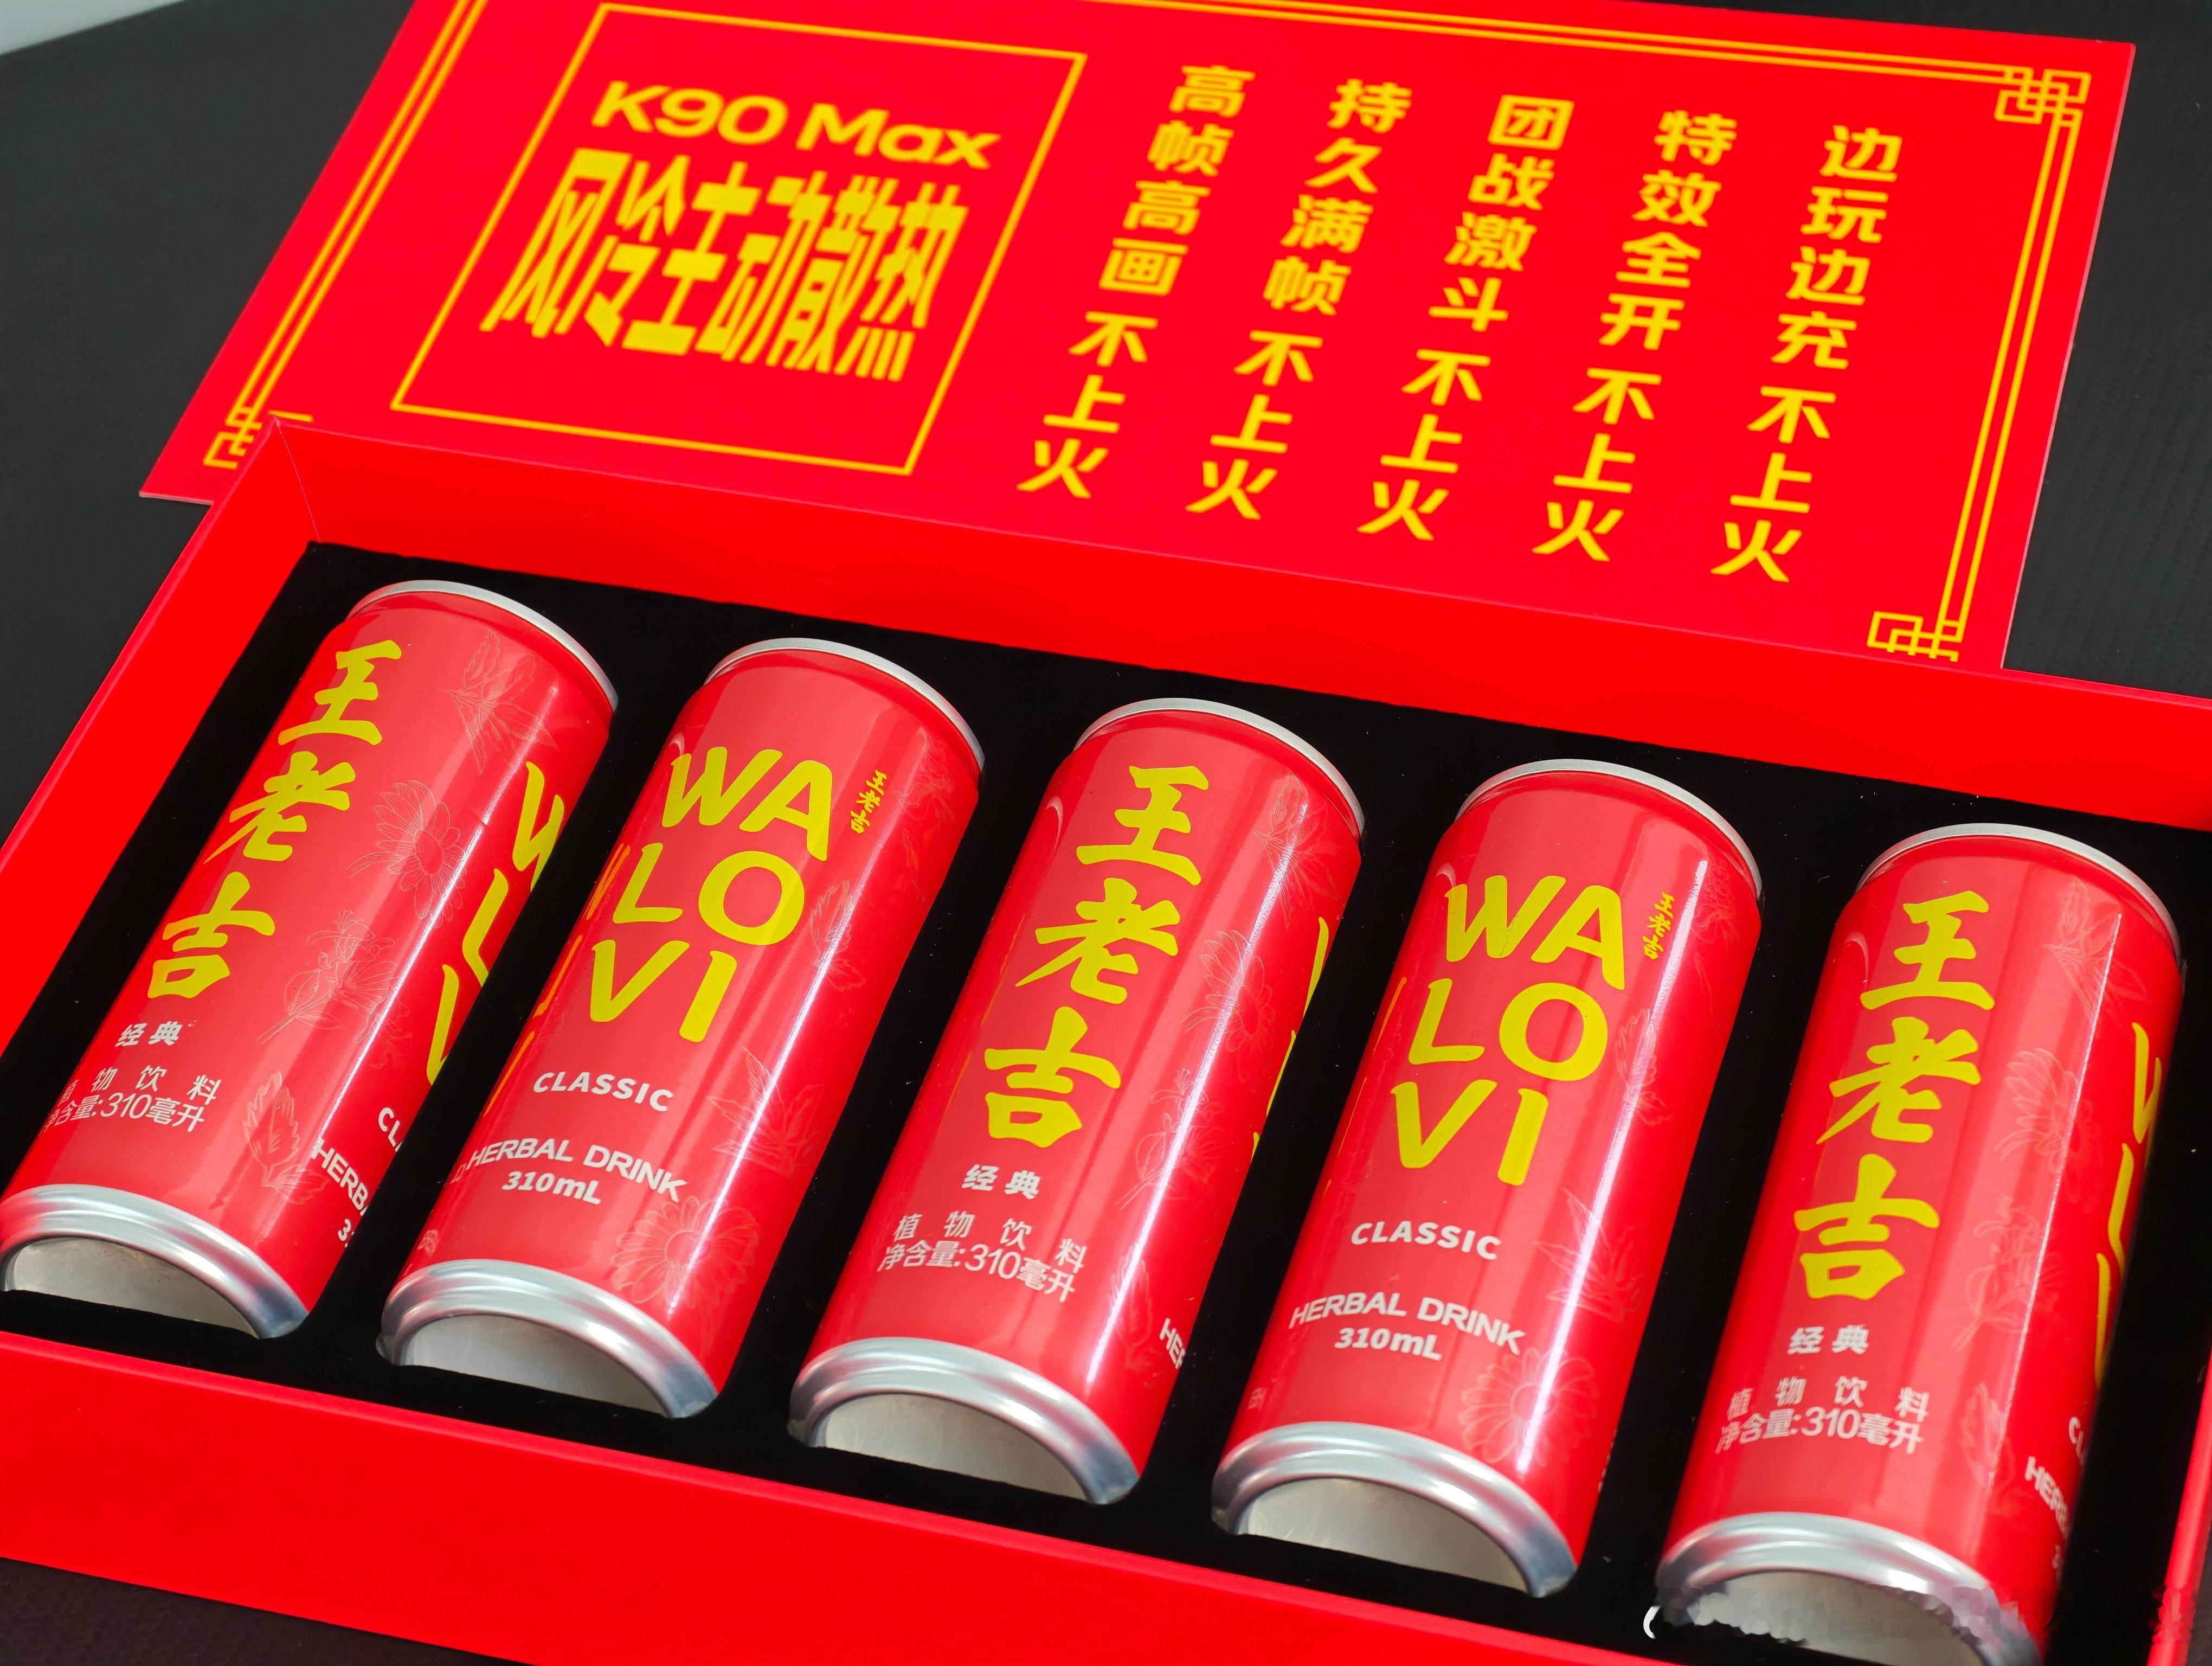 K90 Max
风冷主动散热
高帧高画 不上火
持久满帧 不上火
团战激斗 不上火
特效全开 不上火
边玩边充 不上火
王老吉
经典
植物饮料
净含量:310毫升
HERBA
WA
LO
VI
王老吉
CLASSIC
HERBAL DRINK
310mL
王老吉
经典
植物饮料
净含量:310毫升
HER
WA
LO
VI
王老吉
CLASSIC
HERBAL DRINK
310mL
王老吉
经典
植物饮料
净含量:310毫升
HERB